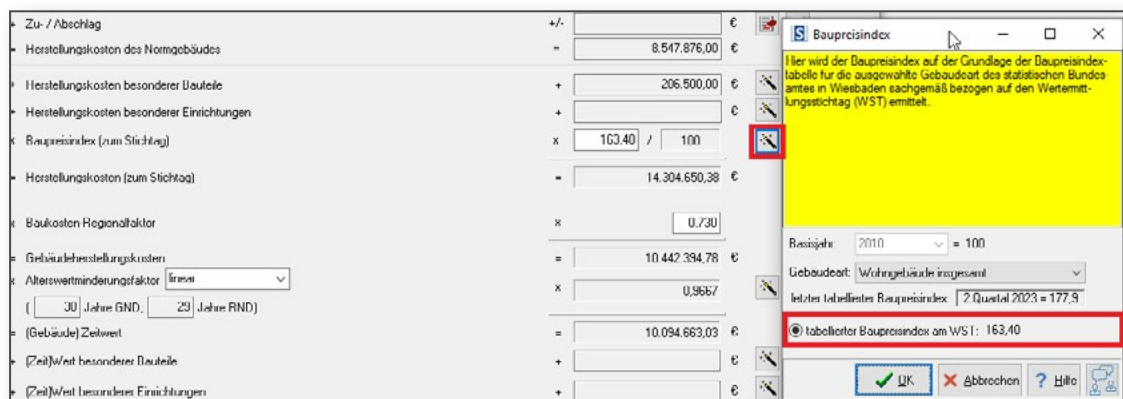 + Zu- / Abschlag +/- €
= Herstellungskosten des Normgebäudes = 8.547.876,00 €
+ Herstellungskosten besonderer Bauteile + 206.500,00 €
+ Herstellungskosten besonderer Einrichtungen + €
x Baupreisindex (zum Stichtag) x 163.40 / 100
= Herstellungskosten (zum Stichtag) = 14.304.650,38 €
x Baukosten-Regionalfaktor x 0.730
= Gebäudeherstellungskosten = 10.442.394,78 €
x Alterswertminderungsfaktor linear x 0,9667
( 30 Jahre GND, 29 Jahre RND)
= (Gebäude) Zeitwert = 10.094.663,03 €
+ (Zeit)Wert besonderer Bauteile + €
+ (Zeit)Wert besonderer Einrichtungen + €
S Baupreisindex
Hier wird der Baupreisindex auf der Grundlage der Baupreisindex-
tabelle für die ausgewählte Gebäudeart des statistischen Bundes-
amtes in Wiesbaden sachgemäß bezogen auf den Wertermitt-
lungsstichtag (WST) ermittelt.
Basisjahr: 2010 = 100
Gebäudeart: Wohngebäude insgesamt
letzter tabellierter Baupreisindex: 2.Quartal 2023 = 177,9
tabellierter Baupreisindex am WST: 163,40
OK Abbrechen ? Hilfe